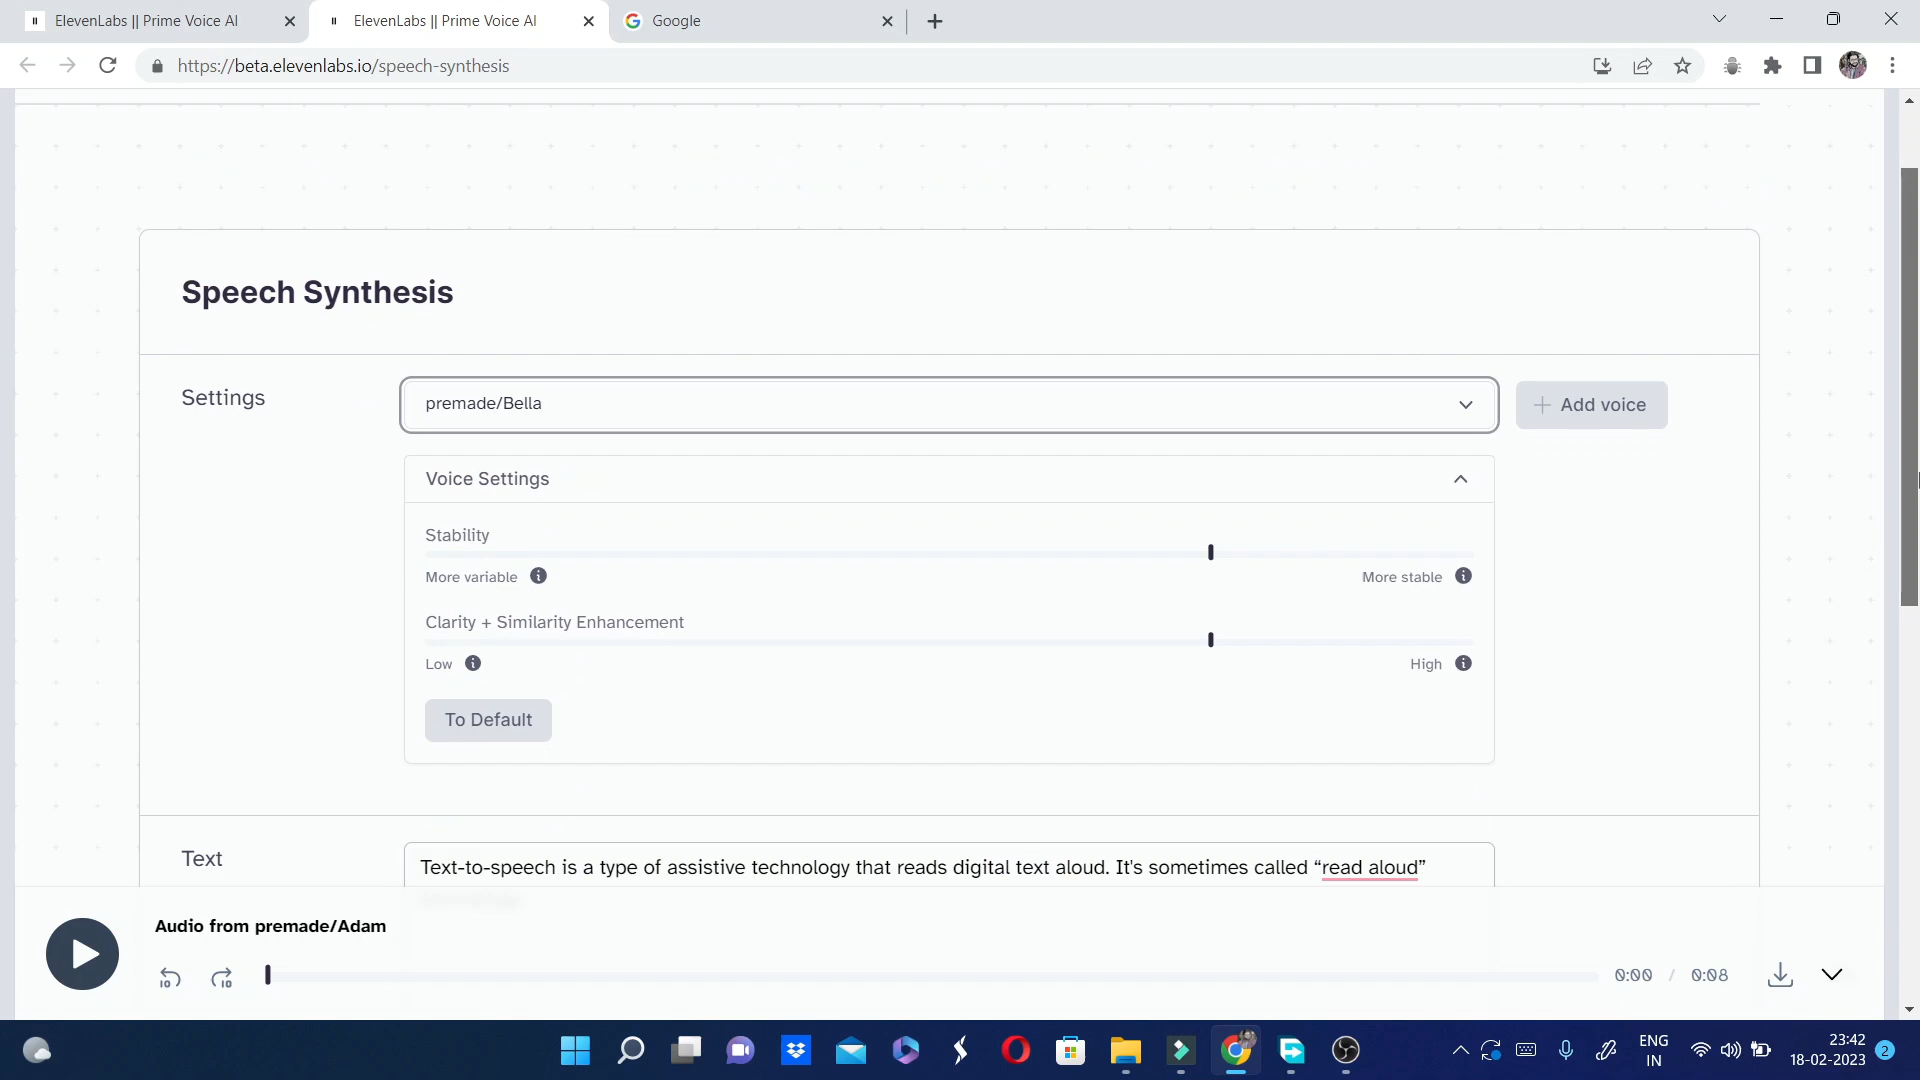 ElevenLabs || Prime Voice AI
ElevenLabs || Prime Voice AI
Google
https://beta.elevenlabs.io/speech-synthesis
Speech Synthesis
Settings
premade/Bella
Add voice
Voice Settings
Stability
More variable
More stable
Clarity + Similarity Enhancement
Low
High
To Default
Text
Text-to-speech is a type of assistive technology that reads digital text aloud. It's sometimes called “read aloud”
Audio from premade/Adam
10
10
0:00 / 0:08
ENG
IN
23:42
18-02-2023
2